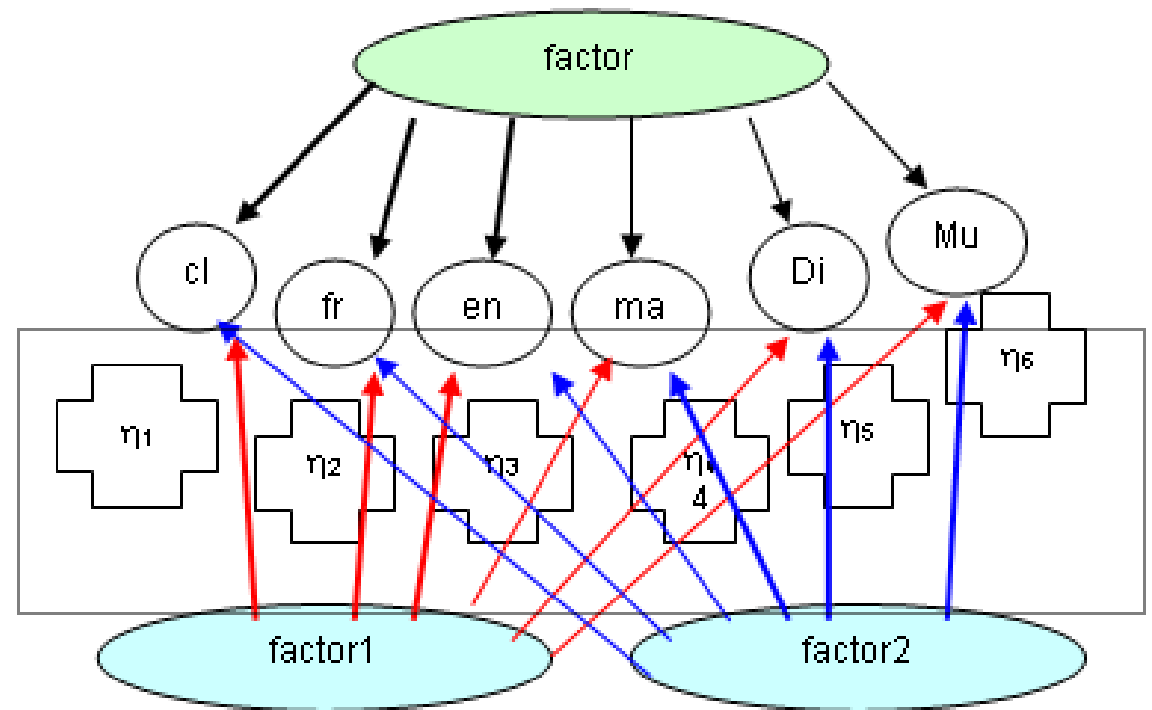 factor
cl
fr
en
ma
Di
Mu
η1
η2
η3
4
η5
η6
factor1
factor2